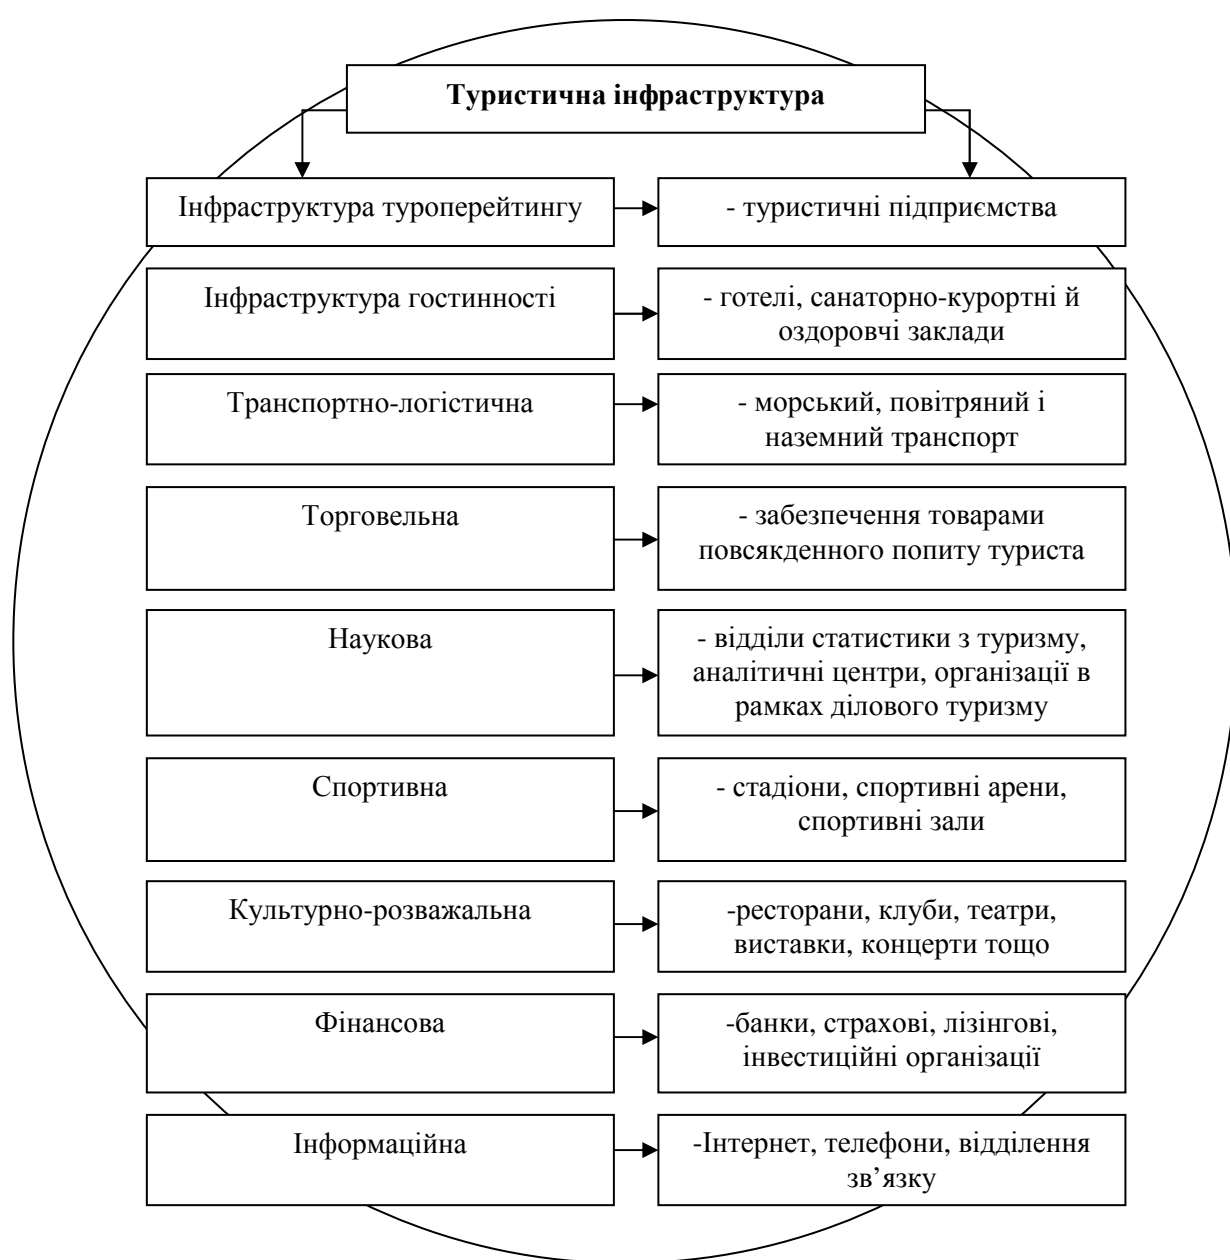 Туристична інфраструктура
Інфраструктура туроперейтингу
- туристичні підприємства
Інфраструктура гостинності
- готелі, санаторно-курортні й
оздоровчі заклади
Транспортно-логістична
- морський, повітряний і
наземний транспорт
Торговельна
- забезпечення товарами
повсякденного попиту туриста
Наукова
- відділи статистики з туризму,
аналітичні центри, організації в
рамках ділового туризму
Спортивна
- стадіони, спортивні арени,
спортивні зали
Культурно-розважальна
-ресторани, клуби, театри,
виставки, концерти тощо
Фінансова
-банки, страхові, лізінгові,
інвестиційні організації
Інформаційна
-Інтернет, телефони, відділення
зв’язку